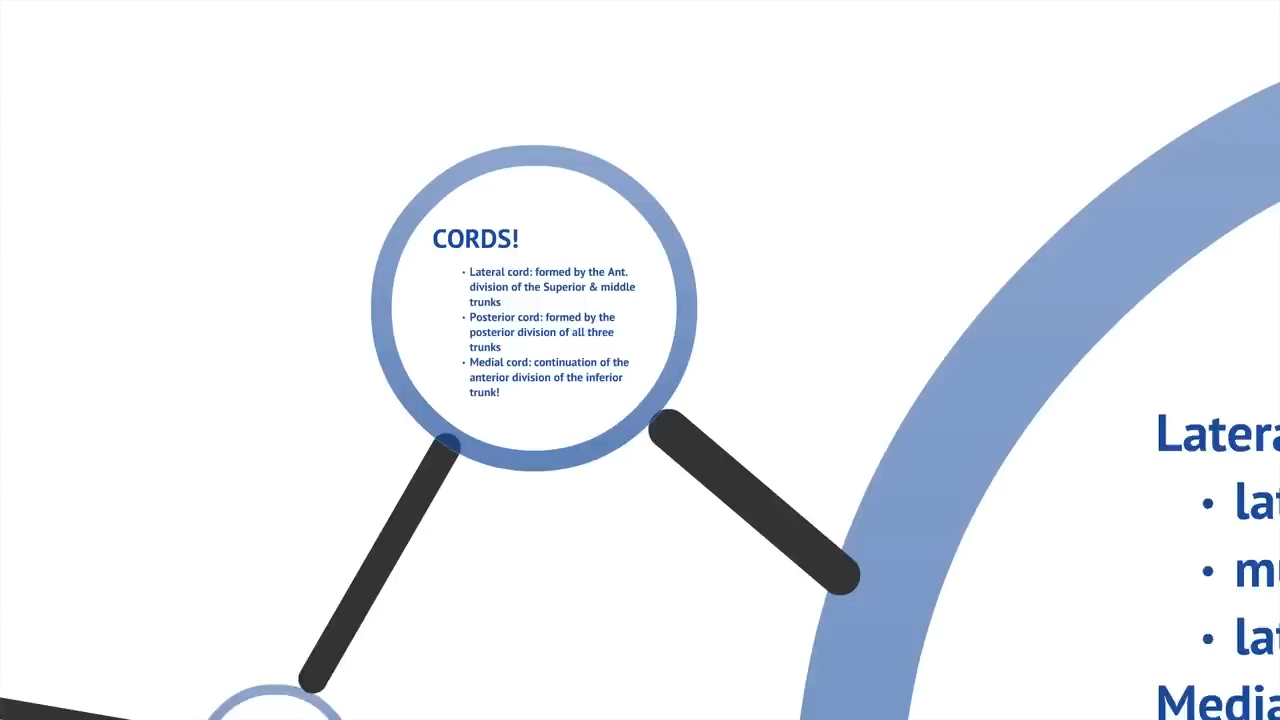 CORDS!
• Lateral cord: formed by the Ant.
division of the Superior & middle
trunks
• Posterior cord: formed by the
posterior division of all three
trunks
• Medial cord: continuation of the
anterior division of the inferior
trunk!